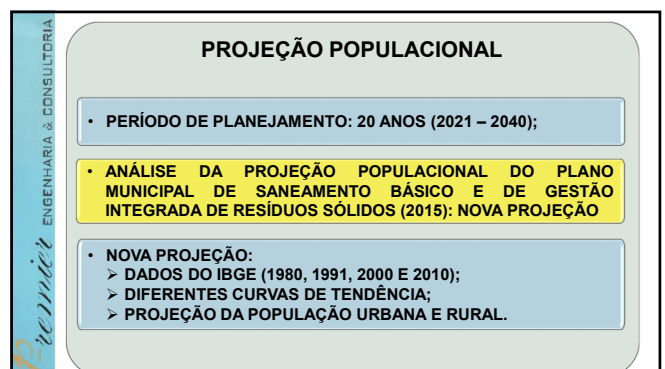 PROJEÇÃO POPULACIONAL
• PERÍODO DE PLANEJAMENTO: 20 ANOS (2021 – 2040);
• ANÁLISE DA PROJEÇÃO POPULACIONAL DO PLANO
MUNICIPAL DE SANEAMENTO BÁSICO E DE GESTÃO
INTEGRADA DE RESÍDUOS SÓLIDOS (2015): NOVA PROJEÇÃO
• NOVA PROJEÇÃO:
➢ DADOS DO IBGE (1980, 1991, 2000 E 2010);
➢ DIFERENTES CURVAS DE TENDÊNCIA;
➢ PROJEÇÃO DA POPULAÇÃO URBANA E RURAL.
Premier ENGENHARIA & CONSULTORIA